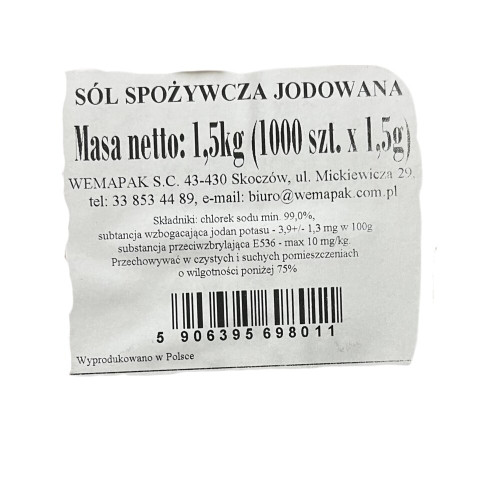 SÓL SPOŻYWCZA JODOWANA
Masa netto: 1,5kg (1000 szt. x 1,5g)
WEMAPAK S.C. 43-430 Skoczów, ul. Mickiewicza 29,
tel: 33 853 44 89, e-mail: biuro@wemapak.com.pl
Składniki: chlorek sodu min. 99,0%,
subtancja wzbogacająca jodan potasu - 3,9+/- 1,3 mg w 100g
substancja przeciwzbrylająca E536 - max 10 mg/kg.
Przechowywać w czystych i suchych pomieszczeniach
o wilgotności poniżej 75%
5 906395 698011
Wyprodukowano w Polsce